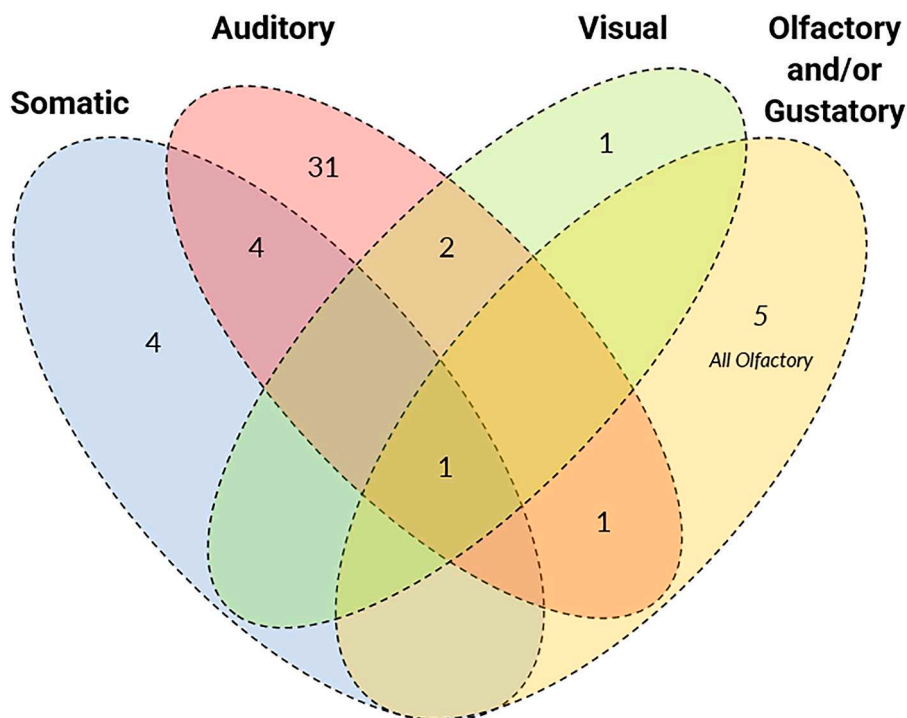 Auditory
Visual
Olfactory
and/or
Gustatory
Somatic
31
1
4
2
4
5
All Olfactory
1
1